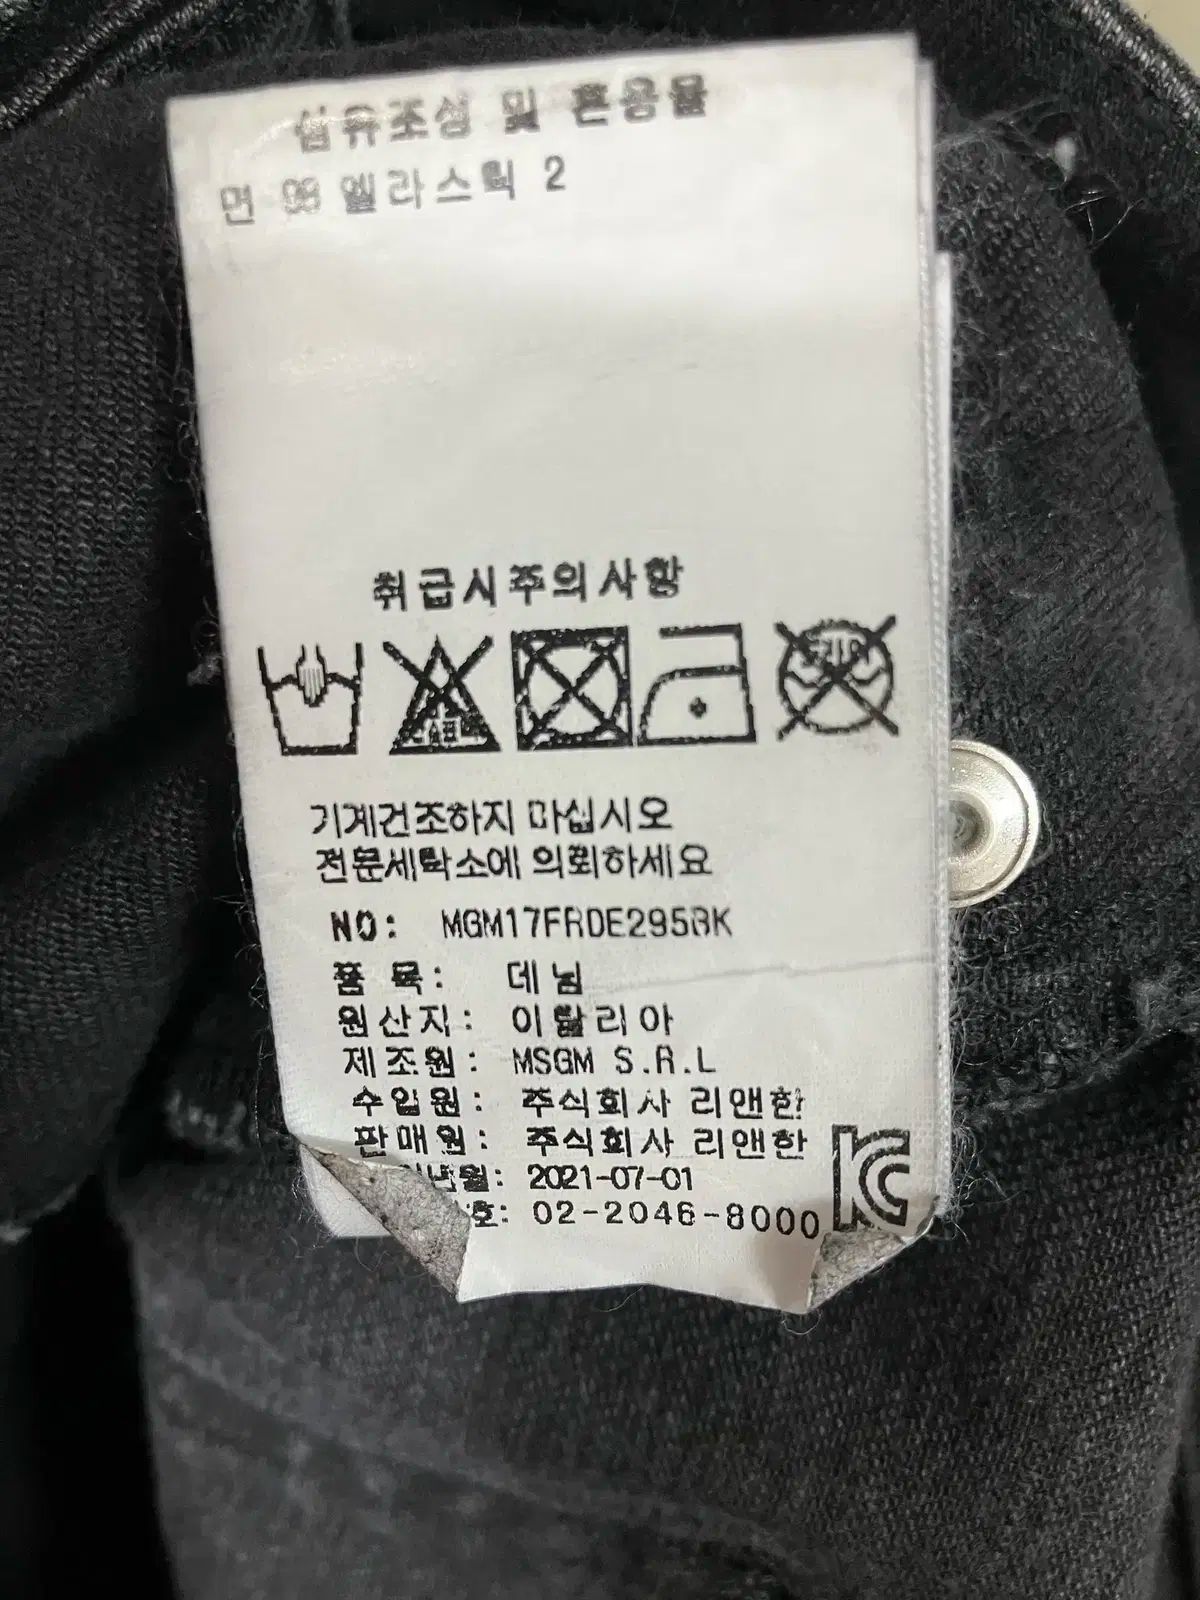 섬유조성 및 혼용률
면 98 엘라스틱 2
취급시주의사항
기계건조하지 마십시오
전문세탁소에 의뢰하세요
NO: MGM17FRDE295BK
품 목: 데님
원산지: 이탈리아
제조원: MSGM S.R.L
수입원: 주식회사 리앤한
판매원: 주식회사 리앤한
년월: 2021-07-01
호: 02-2046-8000